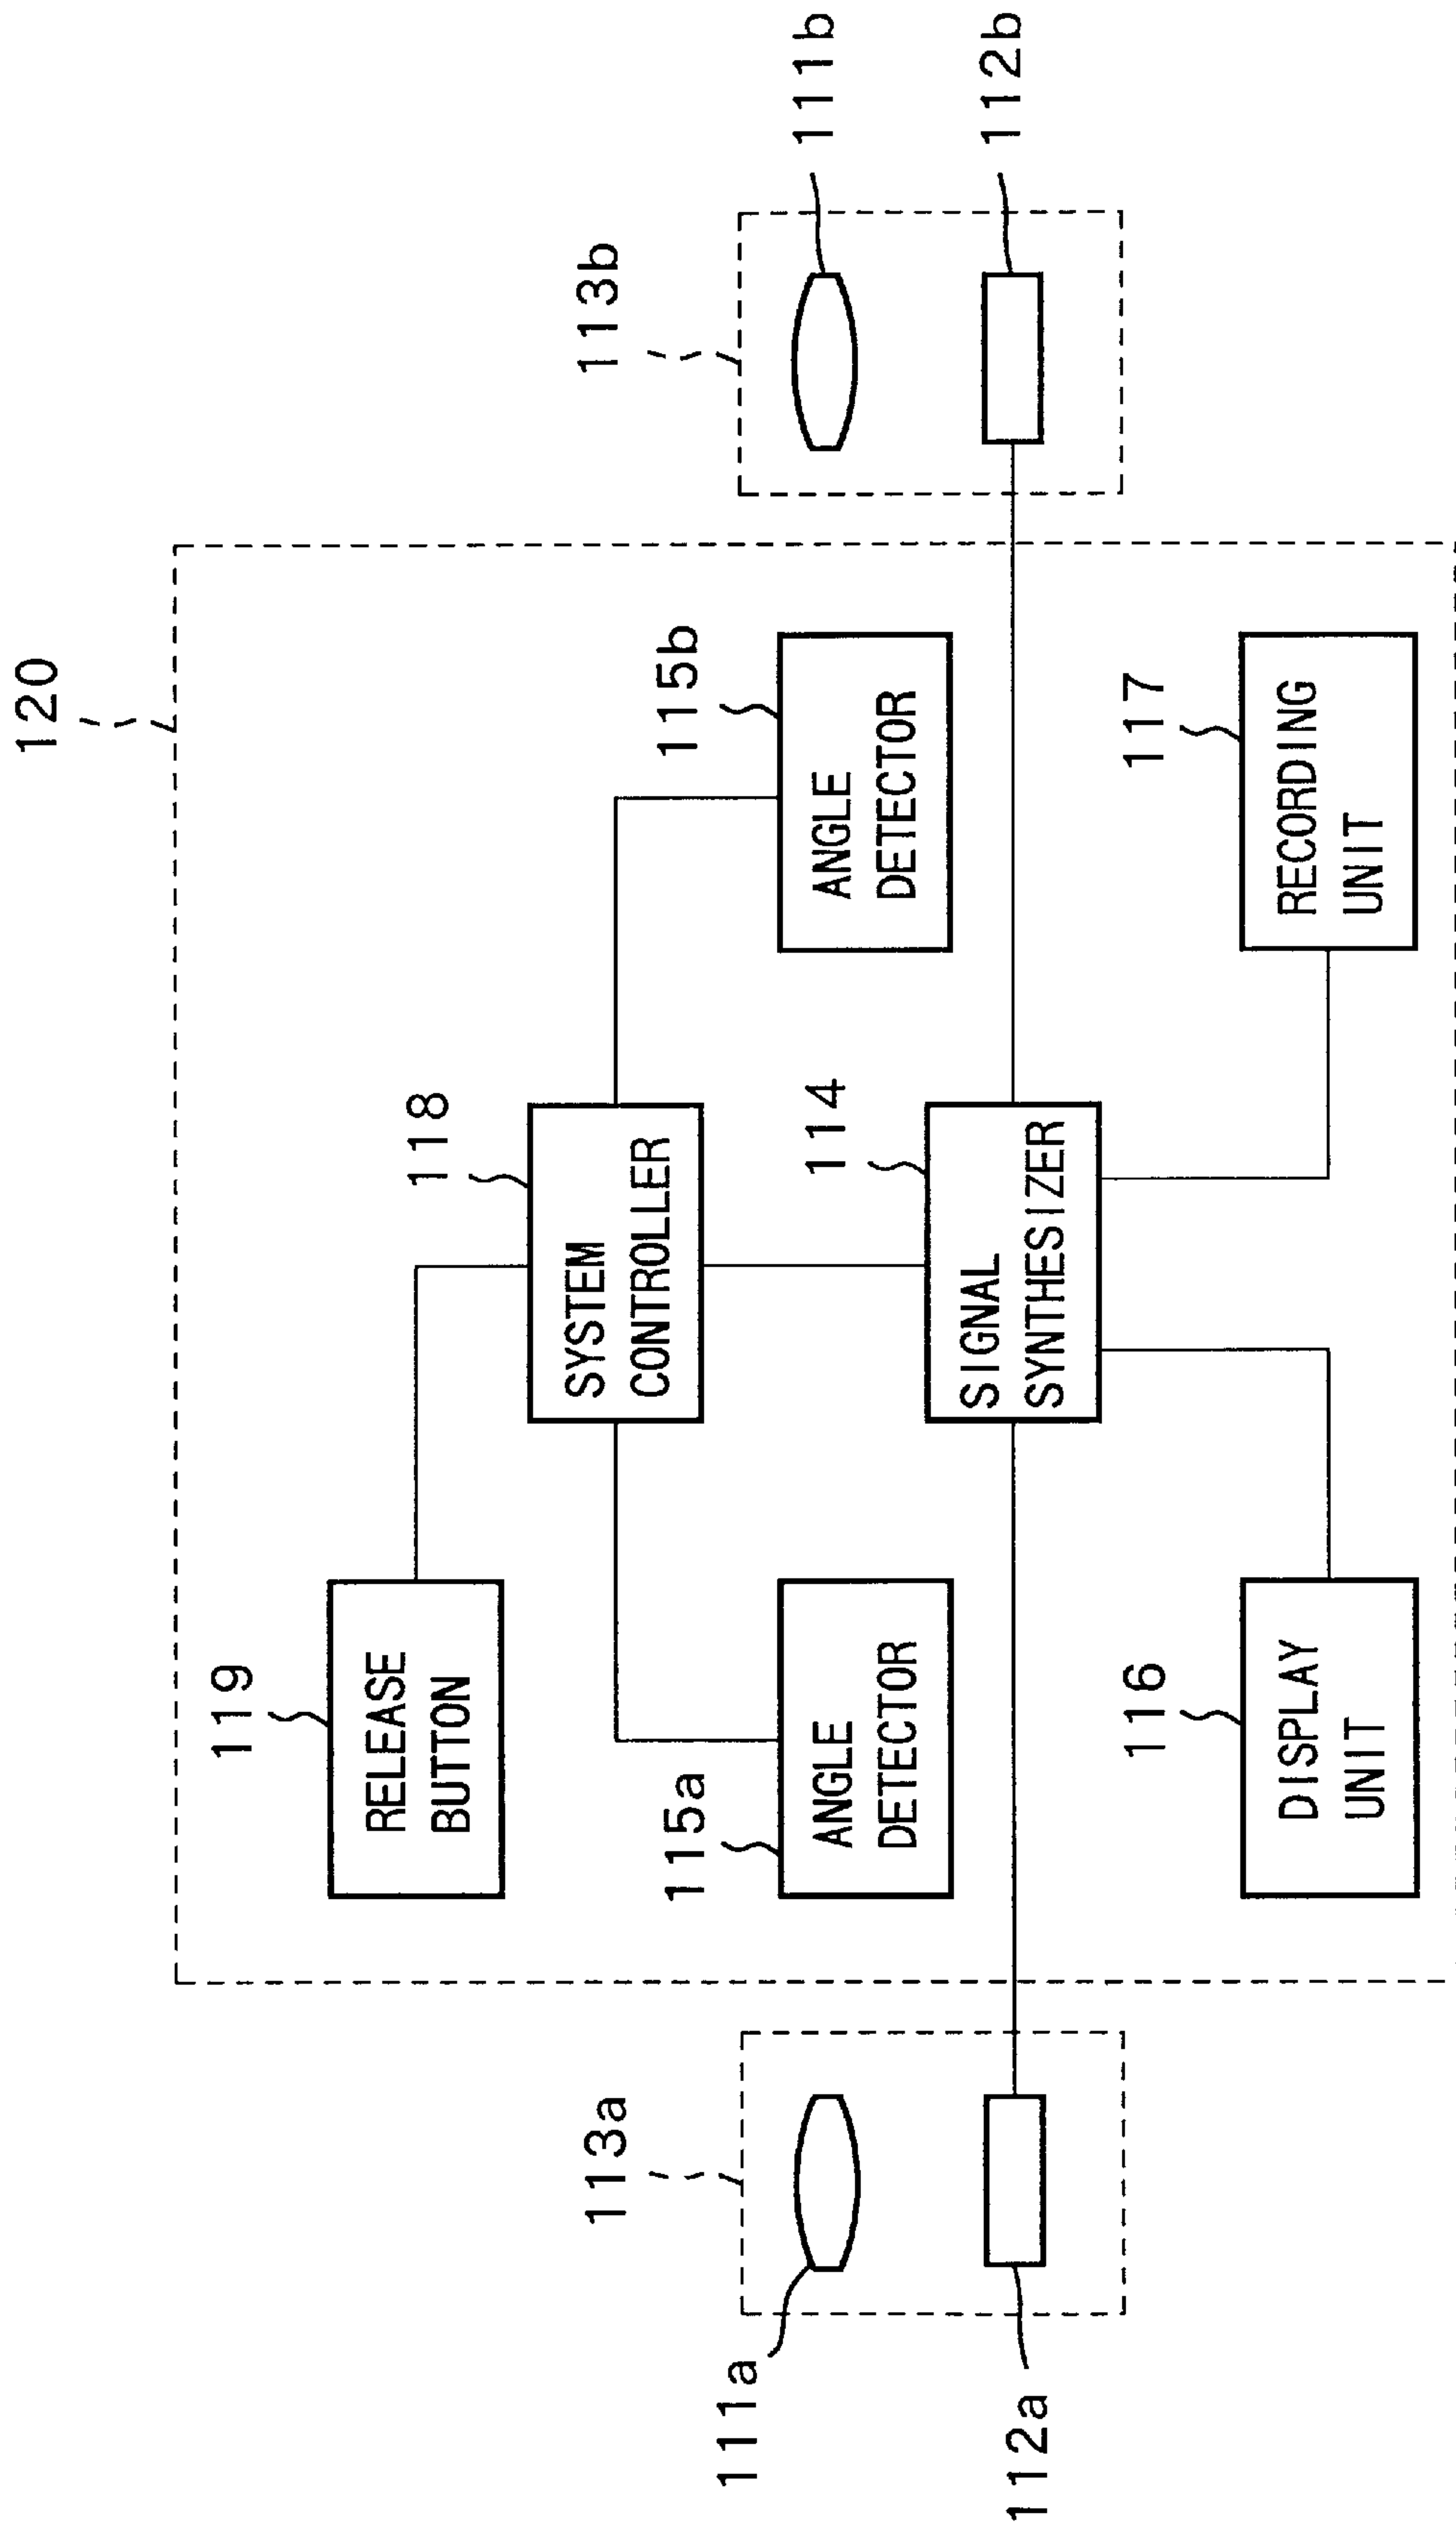 120
119
RELEASE
BUTTON
118
SYSTEM
CONTROLLER
113a
111a
112a
115a
ANGLE
DETECTOR
115b
ANGLE
DETECTOR
113b
111b
112b
114
SIGNAL
SYNTHESIZER
116
DISPLAY
UNIT
117
RECORDING
UNIT